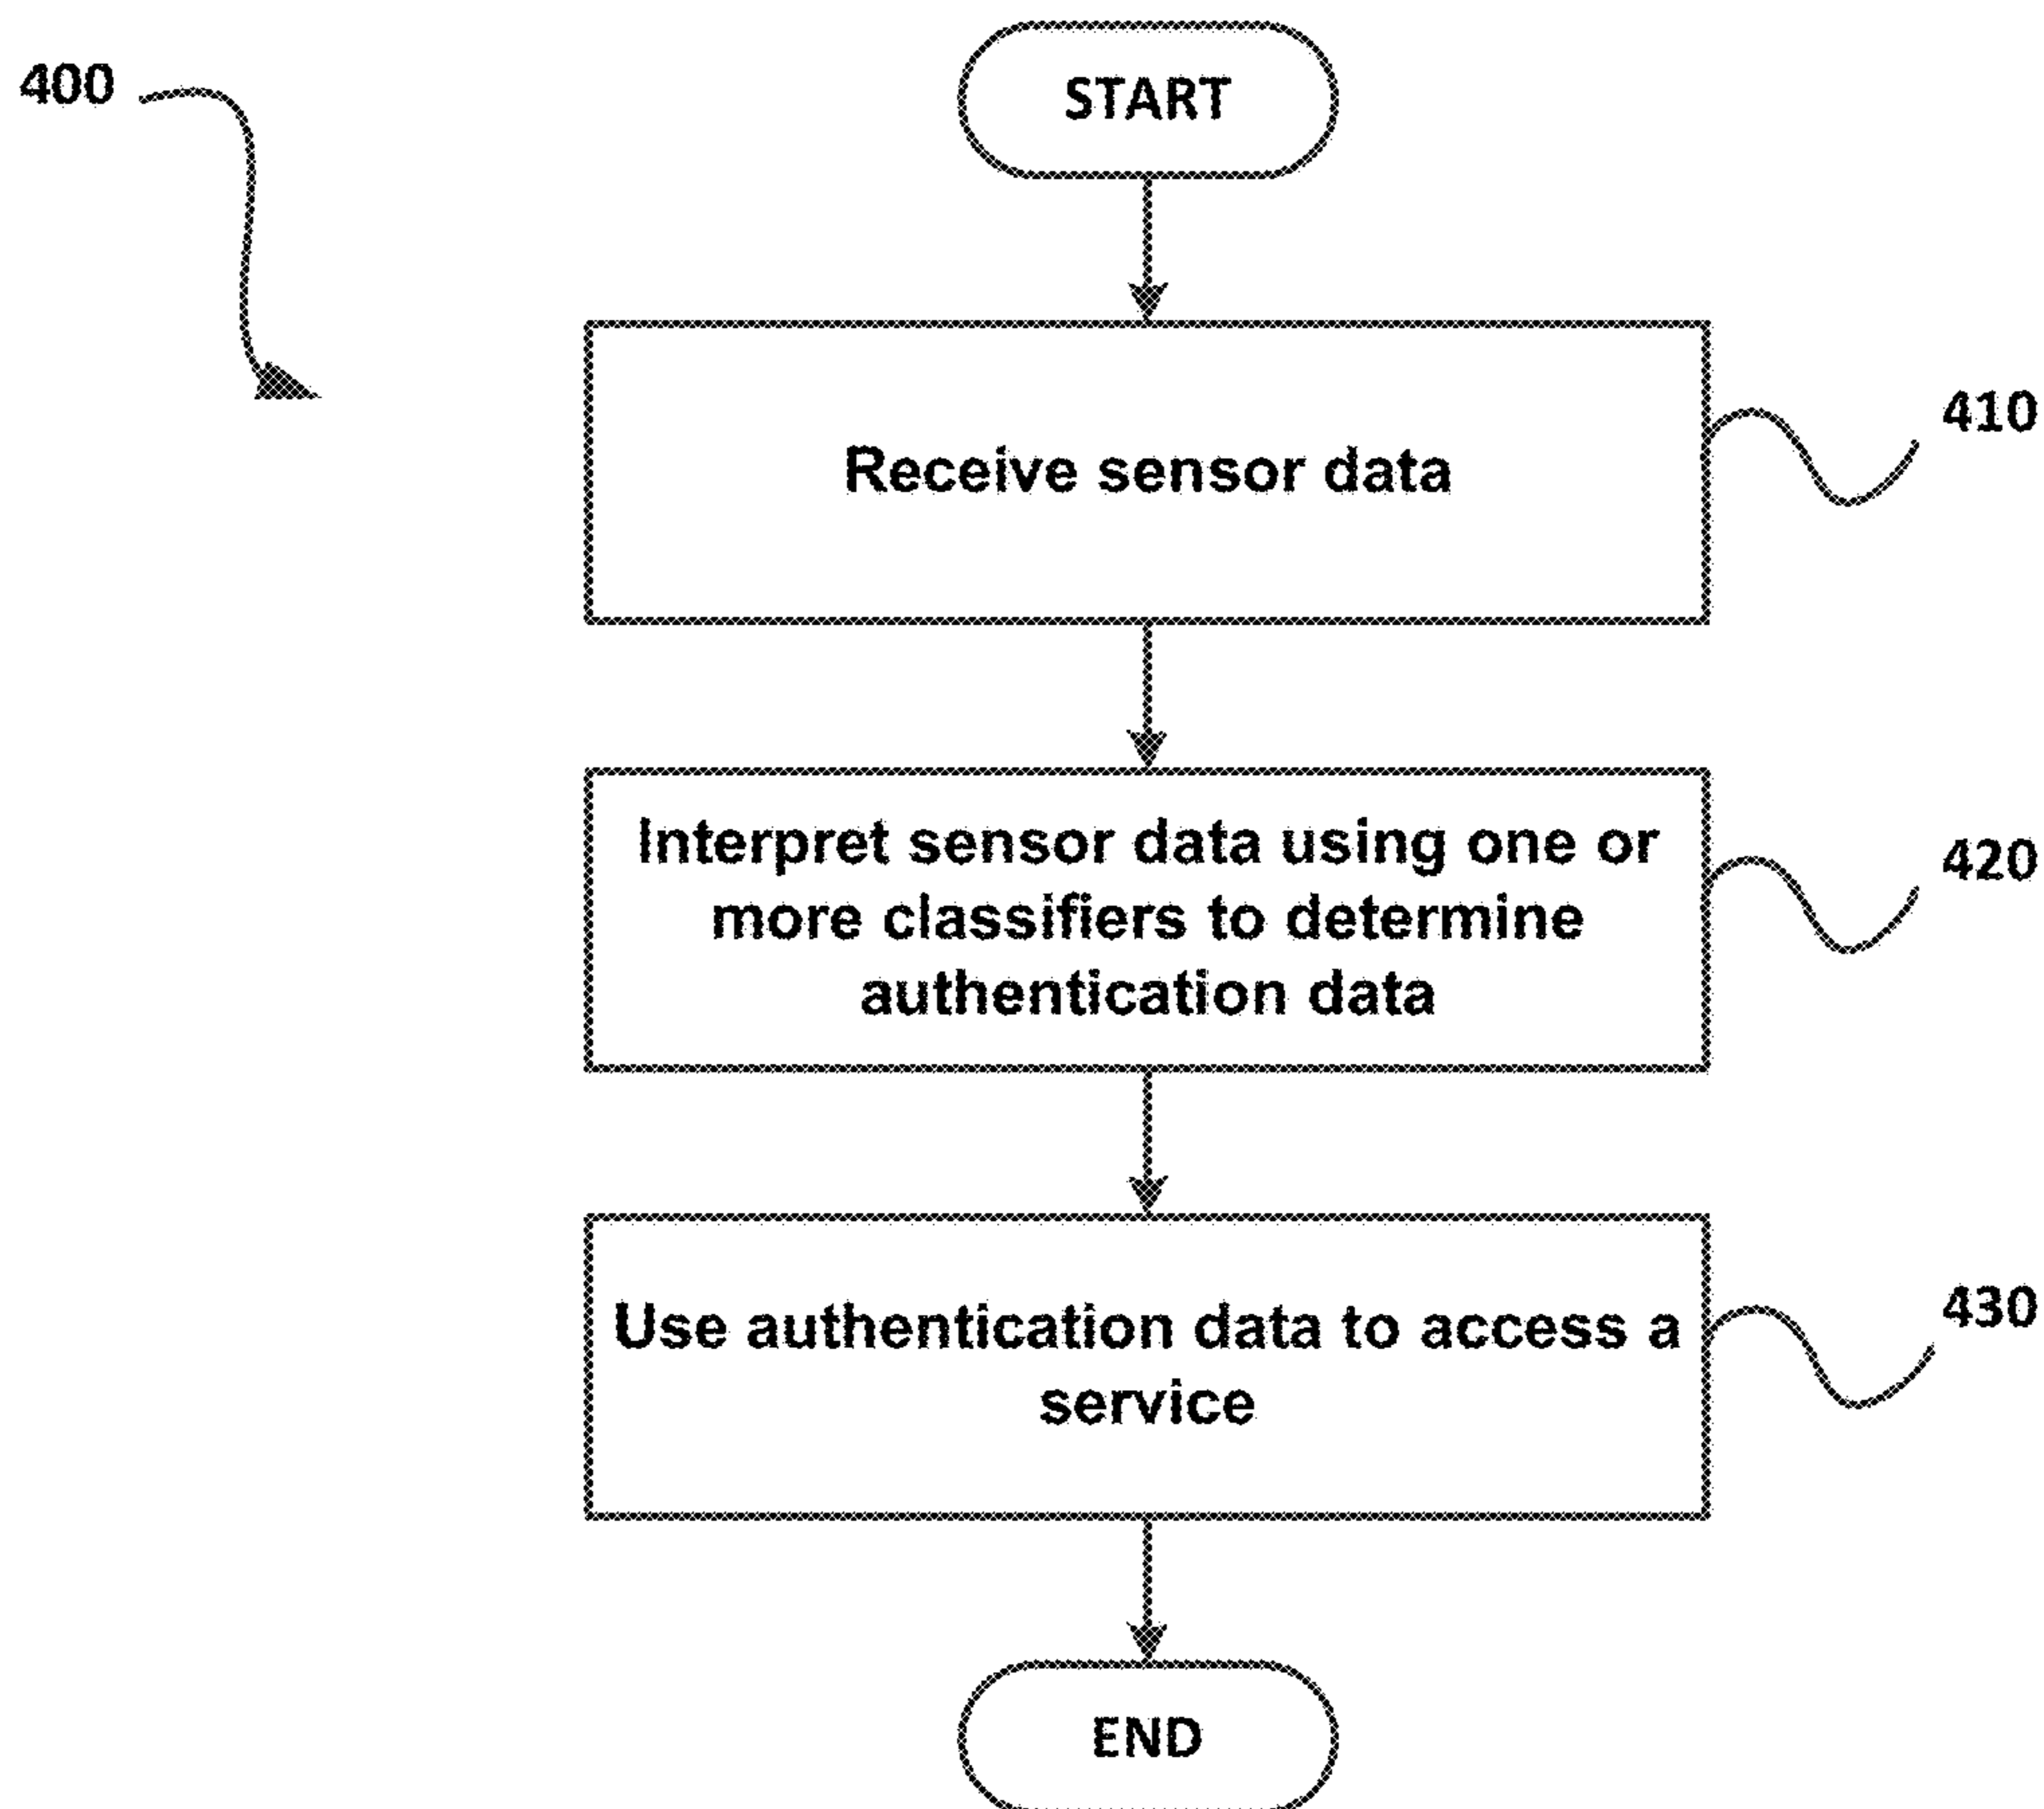 400
START
Receive sensor data
410
Interpret sensor data using one or
more classifiers to determine
authentication data
420
Use authentication data to access a
service
430
END